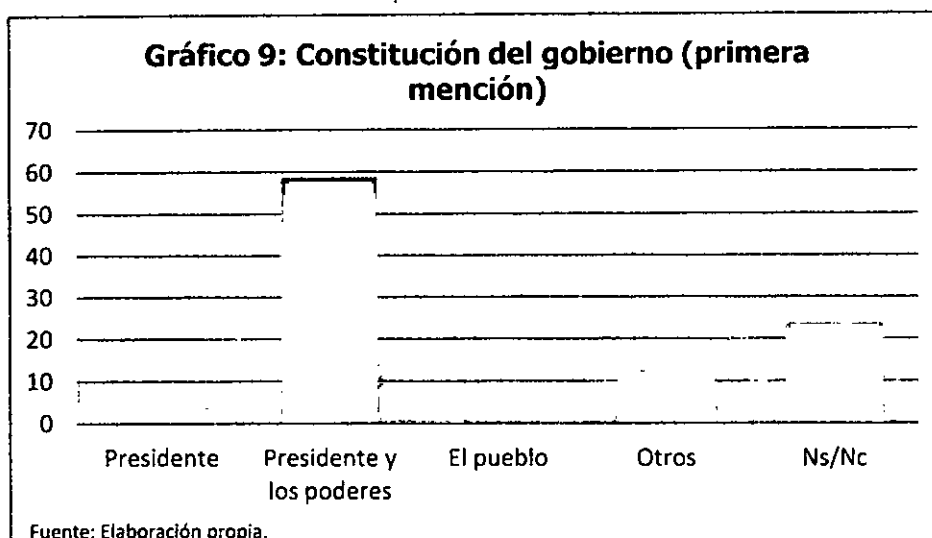 Gráfico 9: Constitución del gobierno (primera
mención)
70
60
50
40
30
20
10
0
Presidente
Presidente y
los poderes
El pueblo
Otros
Ns/Nc
Fuente: Elaboración propia.